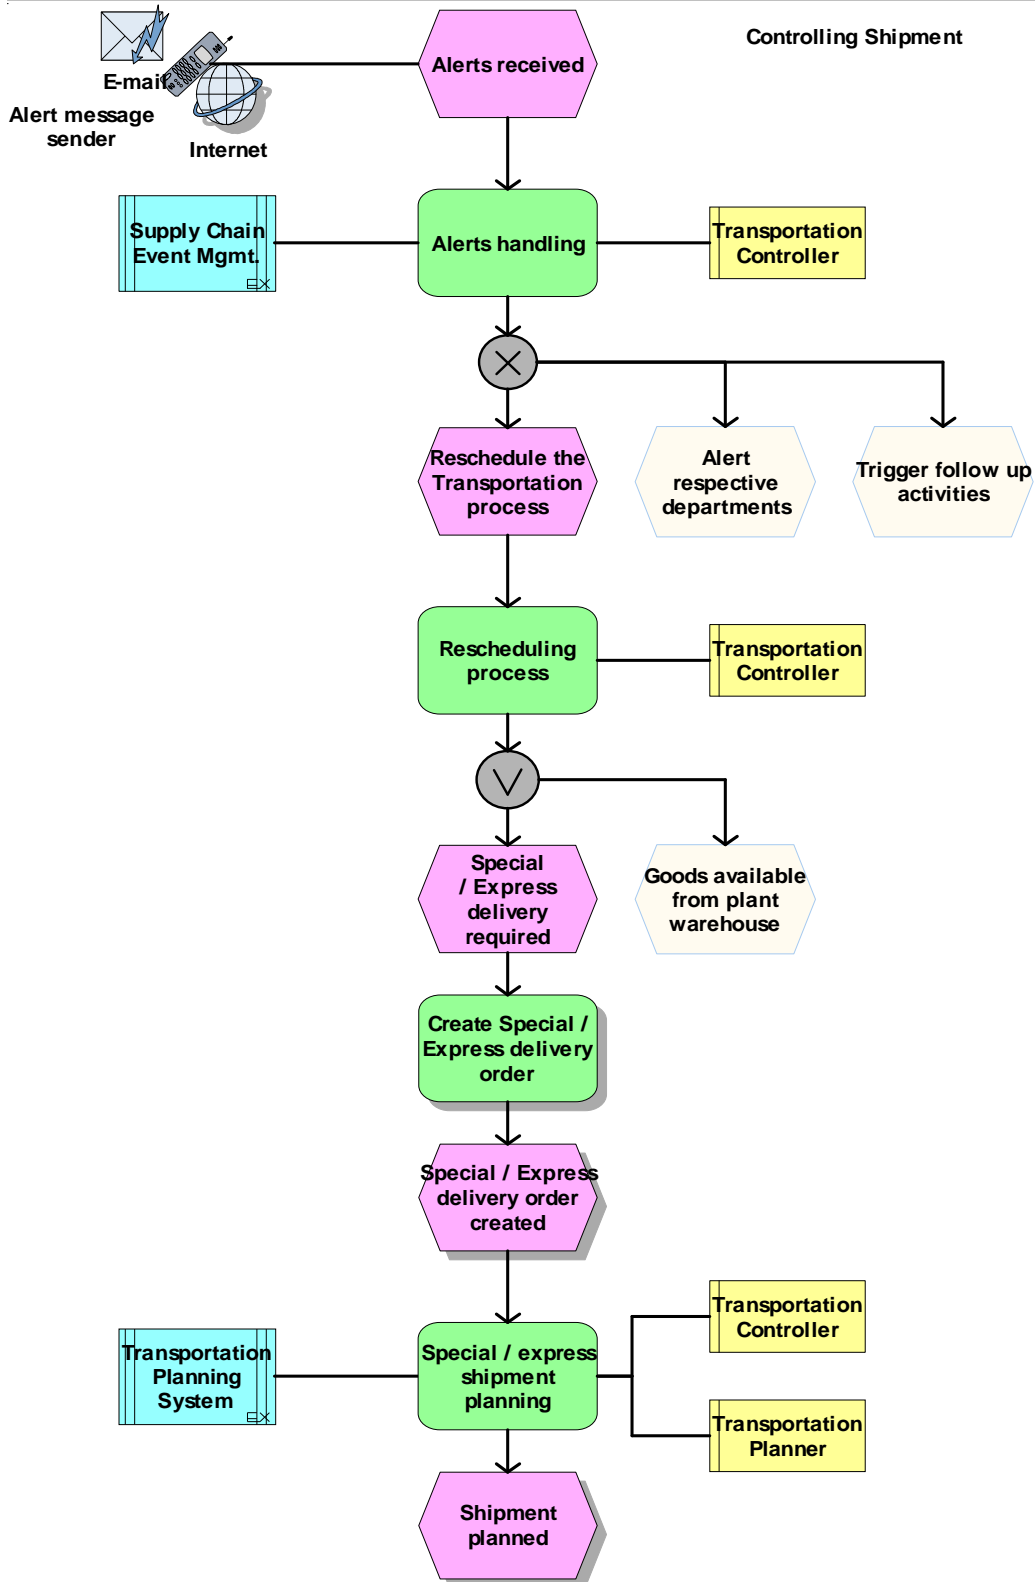 Controlling Shipment
E-mail
Alert message
sender
Internet
Alerts received
Supply Chain
Event Mgmt.
Alerts handling
Transportation
Controller
Reschedule the
Transportation
process
Alert
respective
departments
Trigger follow up
activities
Rescheduling
process
Transportation
Controller
Special
/ Express
delivery
required
Goods available
from plant
warehouse
Create Special /
Express delivery
order
Special / Express
delivery order
created
Transportation
Planning
System
Special / express
shipment
planning
Transportation
Controller
Transportation
Planner
Shipment
planned